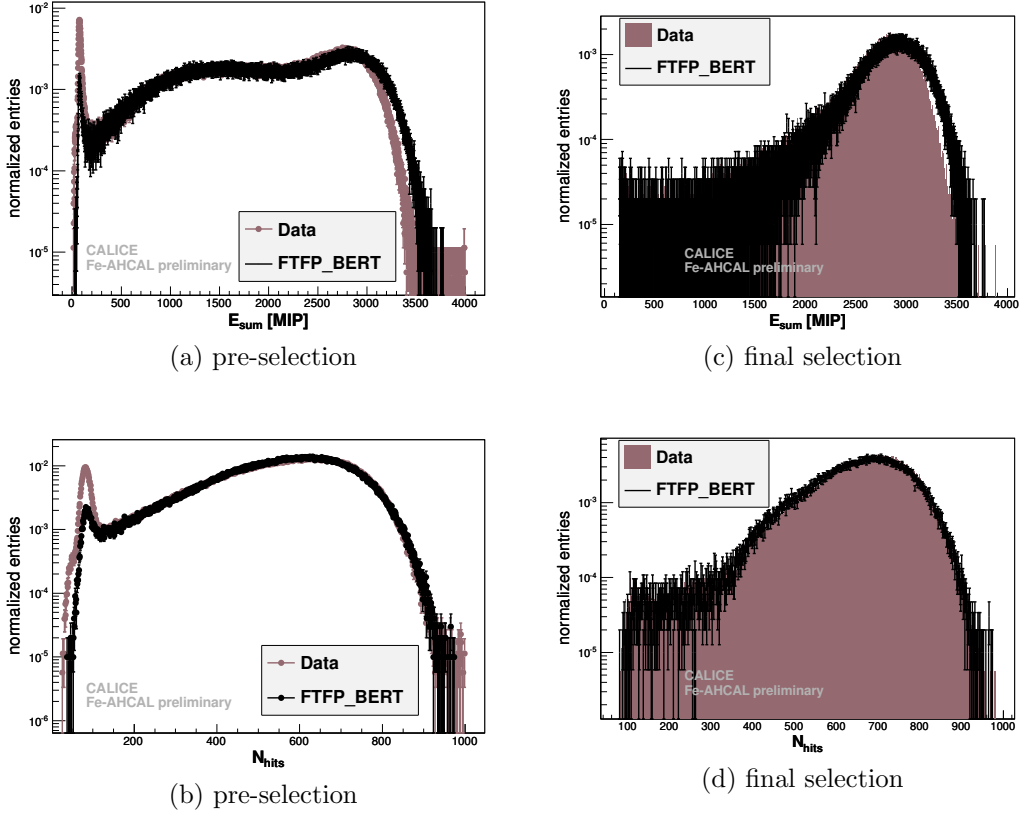 10⁻²
10⁻³
10⁻⁴
10⁻⁵
normalized entries
Data
FTFP_BERT
CALICE
Fe-AHCAL preliminary
0 500 1000 1500 2000 2500 3000 3500 4000
E_sum [MIP]
(a) pre-selection
10⁻³
10⁻⁴
10⁻⁵
normalized entries
Data
FTFP_BERT
CALICE
Fe-AHCAL preliminary
0 500 1000 1500 2000 2500 3000 3500 4000
E_sum [MIP]
(c) final selection
10⁻²
10⁻³
10⁻⁴
10⁻⁵
10⁻⁶
normalized entries
Data
FTFP_BERT
CALICE
Fe-AHCAL preliminary
200 400 600 800 1000
N_hits
(b) pre-selection
10⁻³
10⁻⁴
10⁻⁵
normalized entries
Data
FTFP_BERT
CALICE
Fe-AHCAL preliminary
100 200 300 400 500 600 700 800 900 1000
N_hits
(d) final selection